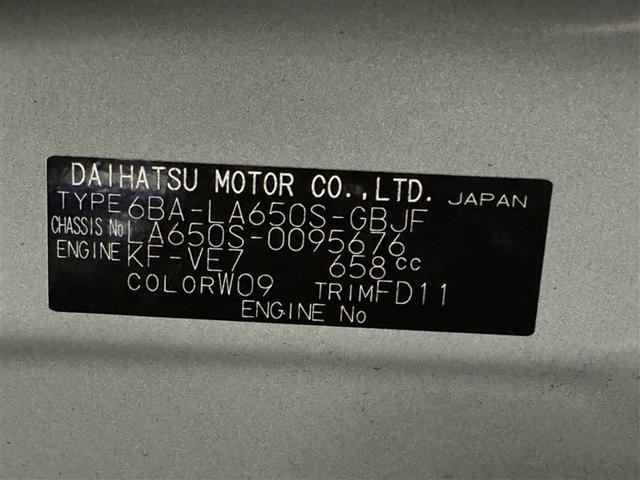 DAIHATSU MOTOR CO.,LTD. JAPAN
TYPE 6BA-LA650S-GBJF
CHASSIS No LA650S-0095676
ENGINE KF-VE7 658cc
COLOR W09 TRIM FD11
ENGINE No